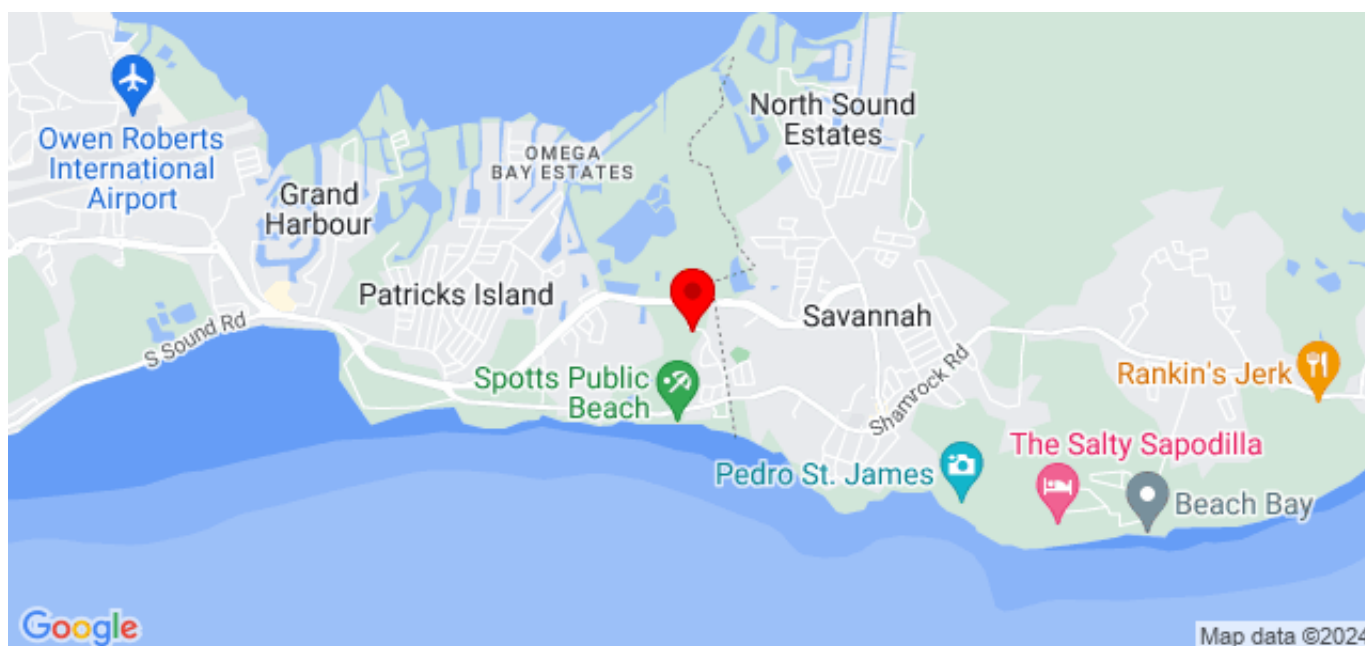 Owen Roberts
International
Airport
Grand
Harbour
OMEGA
BAY ESTATES
North Sound
Estates
Patricks Island
Savannah
S Sound Rd
Spotts Public
Beach
Shamrock Rd
Rankin's Jerk
Pedro St. James
The Salty Sapodilla
Beach Bay
Google
Map data ©2024